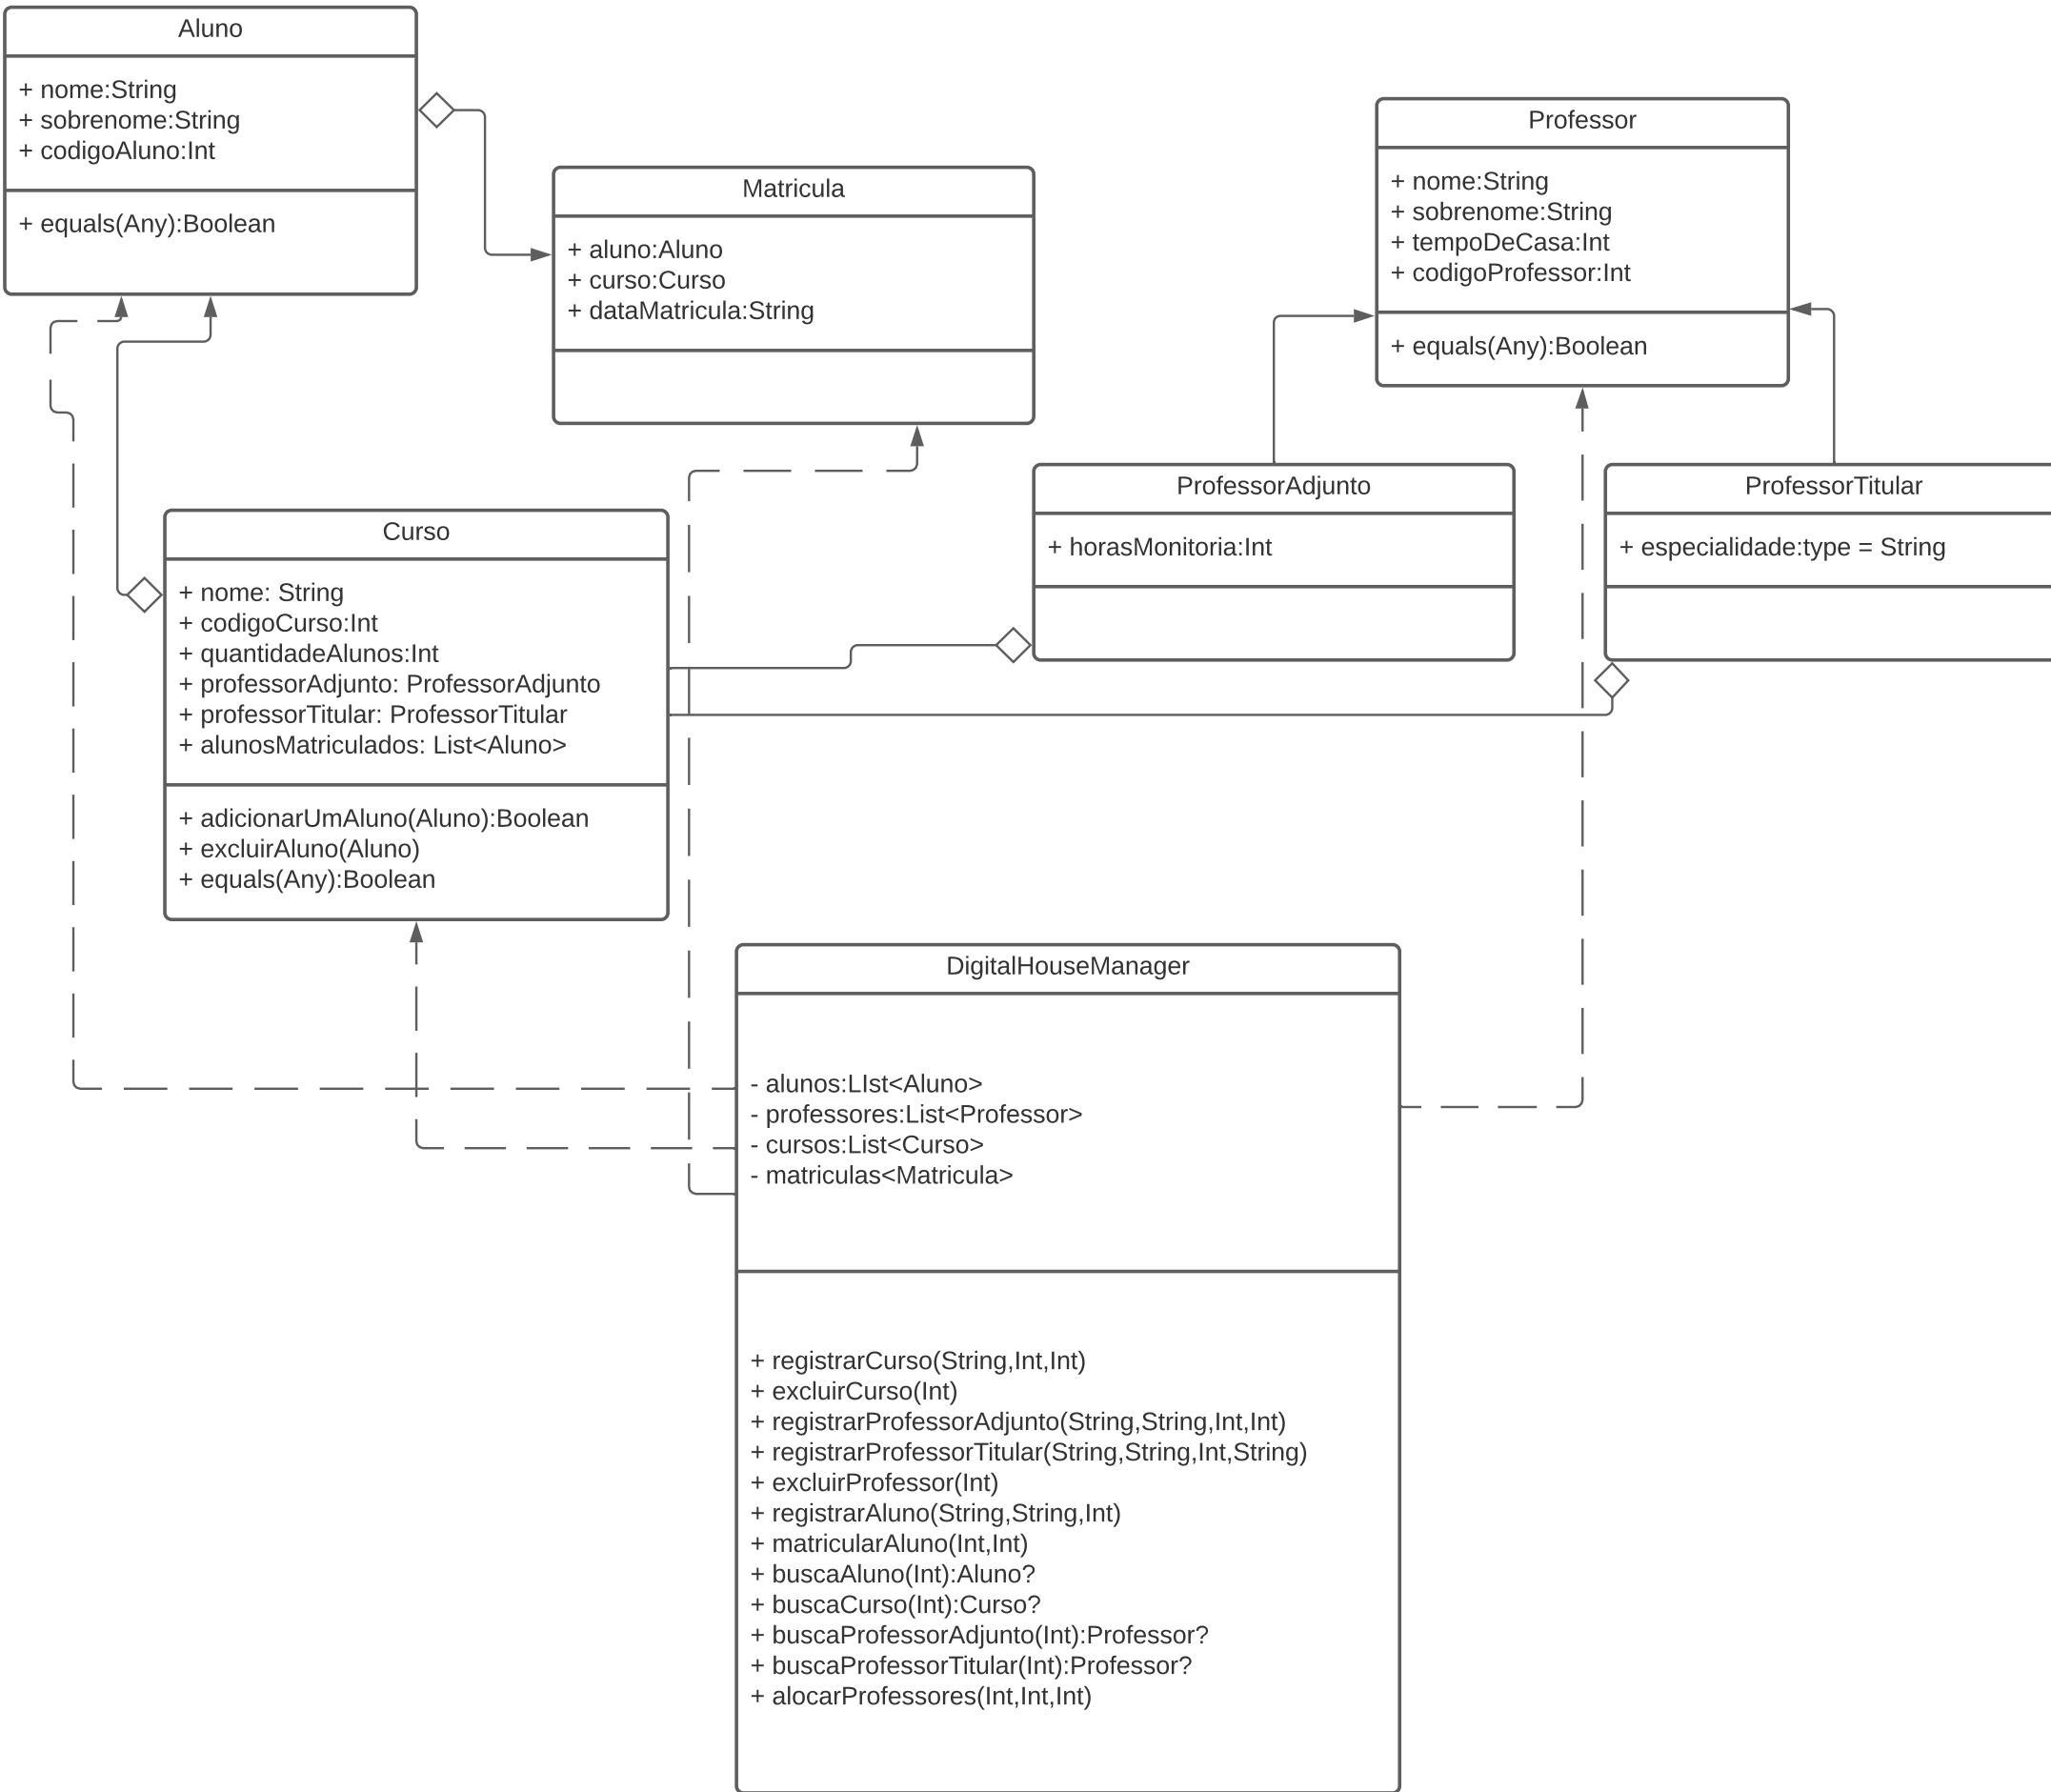 Aluno
+ nome:String
+ sobrenome:String
+ codigoAluno:Int
+ equals(Any):Boolean
Matricula
+ aluno:Aluno
+ curso:Curso
+ dataMatricula:String
Professor
+ nome:String
+ sobrenome:String
+ tempoDeCasa:Int
+ codigoProfessor:Int
+ equals(Any):Boolean
ProfessorAdjunto
+ horasMonitoria:Int
ProfessorTitular
+ especialidade:type = String
Curso
+ nome: String
+ codigoCurso:Int
+ quantidadeAlunos:Int
+ professorAdjunto: ProfessorAdjunto
+ professorTitular: ProfessorTitular
+ alunosMatriculados: List<Aluno>
+ adicionarUmAluno(Aluno):Boolean
+ excluirAluno(Aluno)
+ equals(Any):Boolean
DigitalHouseManager
- alunos:LIst<Aluno>
- professores:List<Professor>
- cursos:List<Curso>
- matriculas<Matricula>
+ registrarCurso(String,Int,Int)
+ excluirCurso(Int)
+ registrarProfessorAdjunto(String,String,Int,Int)
+ registrarProfessorTitular(String,String,Int,String)
+ excluirProfessor(Int)
+ registrarAluno(String,String,Int)
+ matricularAluno(Int,Int)
+ buscaAluno(Int):Aluno?
+ buscaCurso(Int):Curso?
+ buscaProfessorAdjunto(Int):Professor?
+ buscaProfessorTitular(Int):Professor?
+ alocarProfessores(Int,Int,Int)